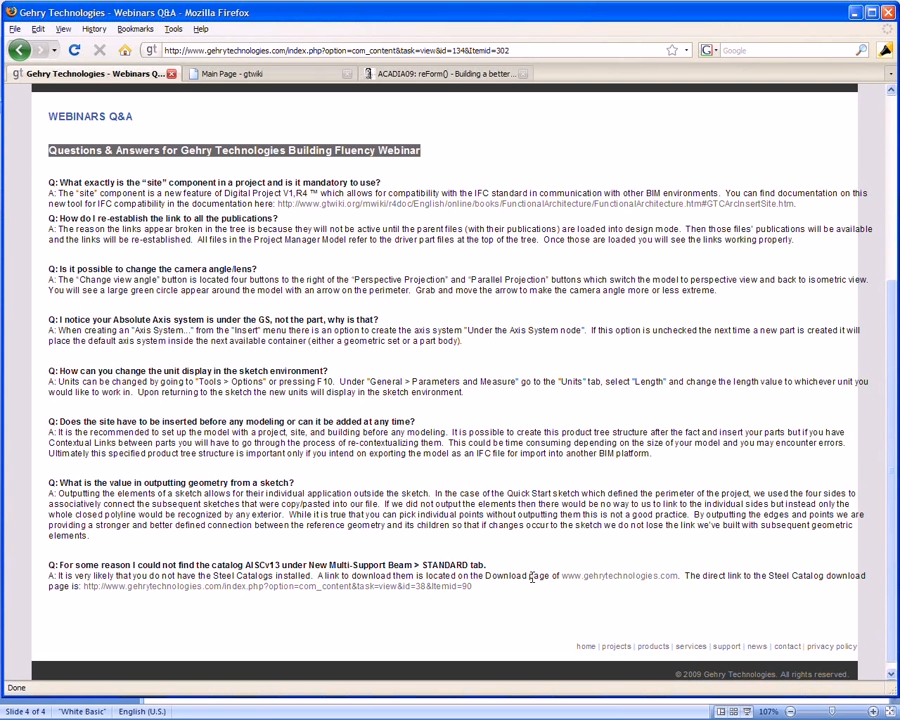 Gehry Technologies - Webinars Q&A - Mozilla Firefox
File Edit View History Bookmarks Tools Help
gt http://www.gehrytechnologies.com/index.php?option=com_content&task=view&id=134&Itemid=302 G Google
gt Gehry Technologies - Webinars Q... Main Page - gtwiki ACADIA09: reForm() - Building a better...
WEBINARS Q&A
Questions & Answers for Gehry Technologies Building Fluency Webinar
Q: What exactly is the “site” component in a project and is it mandatory to use?
A: The “site” component is a new feature of Digital Project V1,R4 ™ which allows for compatibility with the IFC standard in communication with other BIM environments. You can find documentation on this
new tool for IFC compatibility in the documentation here: http://www.gtwiki.org/mwiki/r4doc/English/online/books/FunctionalArchitecture/FunctionalArchitecture.htm#GTCArcInsertSite.htm.
Q: How do I re-establish the link to all the publications?
A: The reason the links appear broken in the tree is because they will not be active until the parent files (with their publications) are loaded into design mode. Then those files' publications will be available
and the links will be re-established. All files in the Project Manager Model refer to the driver part files at the top of the tree. Once those are loaded you will see the links working properly.
Q: Is it possible to change the camera angle/lens?
A: The “Change view angle” button is located four buttons to the right of the “Perspective Projection” and “Parallel Projection” buttons which switch the model to perspective view and back to isometric view.
You will see a large green circle appear around the model with an arrow on the perimeter. Grab and move the arrow to make the camera angle more or less extreme.
Q: I notice your Absolute Axis system is under the GS, not the part, why is that?
A: When creating an "Axis System..." from the "Insert" menu there is an option to create the axis system "Under the Axis System node". If this option is unchecked the next time a new part is created it will
place the default axis system inside the next available container (either a geometric set or a part body).
Q: How can you change the unit display in the sketch environment?
A: Units can be changed by going to "Tools > Options" or pressing F10. Under "General > Parameters and Measure" go to the "Units" tab, select "Length" and change the length value to whichever unit you
would like to work in. Upon returning to the sketch the new units will display in the sketch environment.
Q: Does the site have to be inserted before any modeling or can it be added at any time?
A: It is the recommended to set up the model with a project, site, and building before any modeling. It is possible to create this product tree structure after the fact and insert your parts but if you have
Contextual Links between parts you will have to go through the process of re-contextualizing them. This could be time consuming depending on the size of your model and you may encounter errors.
Ultimately this specified product tree structure is important only if you intend on exporting the model as an IFC file for import into another BIM platform.
Q: What is the value in outputting geometry from a sketch?
A: Outputting the elements of a sketch allows for their individual application outside the sketch. In the case of the Quick Start sketch which defined the perimeter of the project, we used the four sides to
associatively connect the subsequent sketches that were copy/pasted into our file. If we did not output the elements then there would be no way to us to link to the individual sides but instead only the
whole closed polyline would be recognized by any exterior. While it is true that you can pick individual points without outputting them this is not a good practice. By outputting the edges and points we are
providing a stronger and better defined connection between the reference geometry and its children so that if changes occur to the sketch we do not lose the link we've built with subsequent geometric
elements.
Q: For some reason I could not find the catalog AISCv13 under New Multi-Support Beam > STANDARD tab.
A: It is very likely that you do not have the Steel Catalogs installed. A link to download them is located on the Download page of www.gehrytechnologies.com. The direct link to the Steel Catalog download
page is: http://www.gehrytechnologies.com/index.php?option=com_content&task=view&id=38&Itemid=90
home | projects | products | services | support | news | contact | privacy policy
© 2009 Gehry Technologies. All rights reserved.
Done
Slide 4 of 4 "White Basic" English (U.S.) 107%